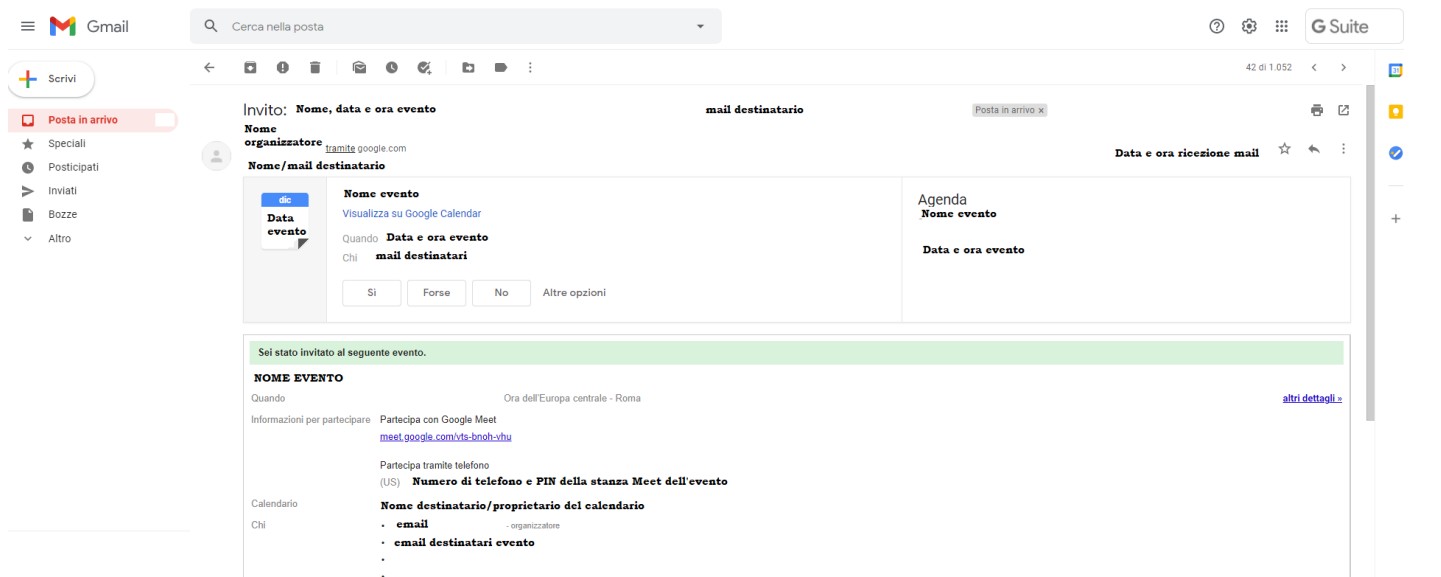 Gmail
Cerca nella posta
G Suite
Scrivi
42 di 1.052
31
Posta in arrivo
Speciali
Posticipati
Inviati
Bozze
Altro
Invito: Nome, data e ora evento
mail destinatario
Posta in arrivo x
Nome
organizzatore tramite google.com
Nome/mail destinatario
Data e ora ricezione mail
dic
Data
evento
Nome evento
Visualizza su Google Calendar
Quando Data e ora evento
Chi mail destinatari
Sì Forse No Altre opzioni
Agenda
Nome evento
Data e ora evento
Sei stato invitato al seguente evento.
NOME EVENTO
Quando Ora dell'Europa centrale - Roma
altri dettagli »
Informazioni per partecipare Partecipa con Google Meet
meet.google.com/vts-bnoh-vhu
Partecipa tramite telefono
(US) Numero di telefono e PIN della stanza Meet dell'evento
Calendario Nome destinatario/proprietario del calendario
Chi • email - organizzatore
• email destinatari evento